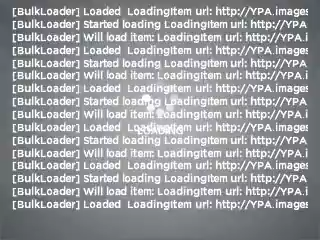 [BulkLoader] Loaded LoadingItem url: http://YPA.images
[BulkLoader] Started loading LoadingItem url: http://YPA
[BulkLoader] Will load item: LoadingItem url: http://YPA.i
[BulkLoader] Loaded LoadingItem url: http://YPA.images
[BulkLoader] Started loading LoadingItem url: http://YPA
[BulkLoader] Will load item: LoadingItem url: http://YPA.i
[BulkLoader] Loaded LoadingItem url: http://YPA.images
[BulkLoader] Started loading LoadingItem url: http://YPA
[BulkLoader] Will load item: LoadingItem url: http://YPA.i
[BulkLoader] Loaded LoadingItem url: http://YPA.images
LOADING
[BulkLoader] Started loading LoadingItem url: http://YPA
[BulkLoader] Will load item: LoadingItem url: http://YPA.i
[BulkLoader] Loaded LoadingItem url: http://YPA.images
[BulkLoader] Started loading LoadingItem url: http://YPA
[BulkLoader] Will load item: LoadingItem url: http://YPA.i
[BulkLoader] Loaded LoadingItem url: http://YPA.images